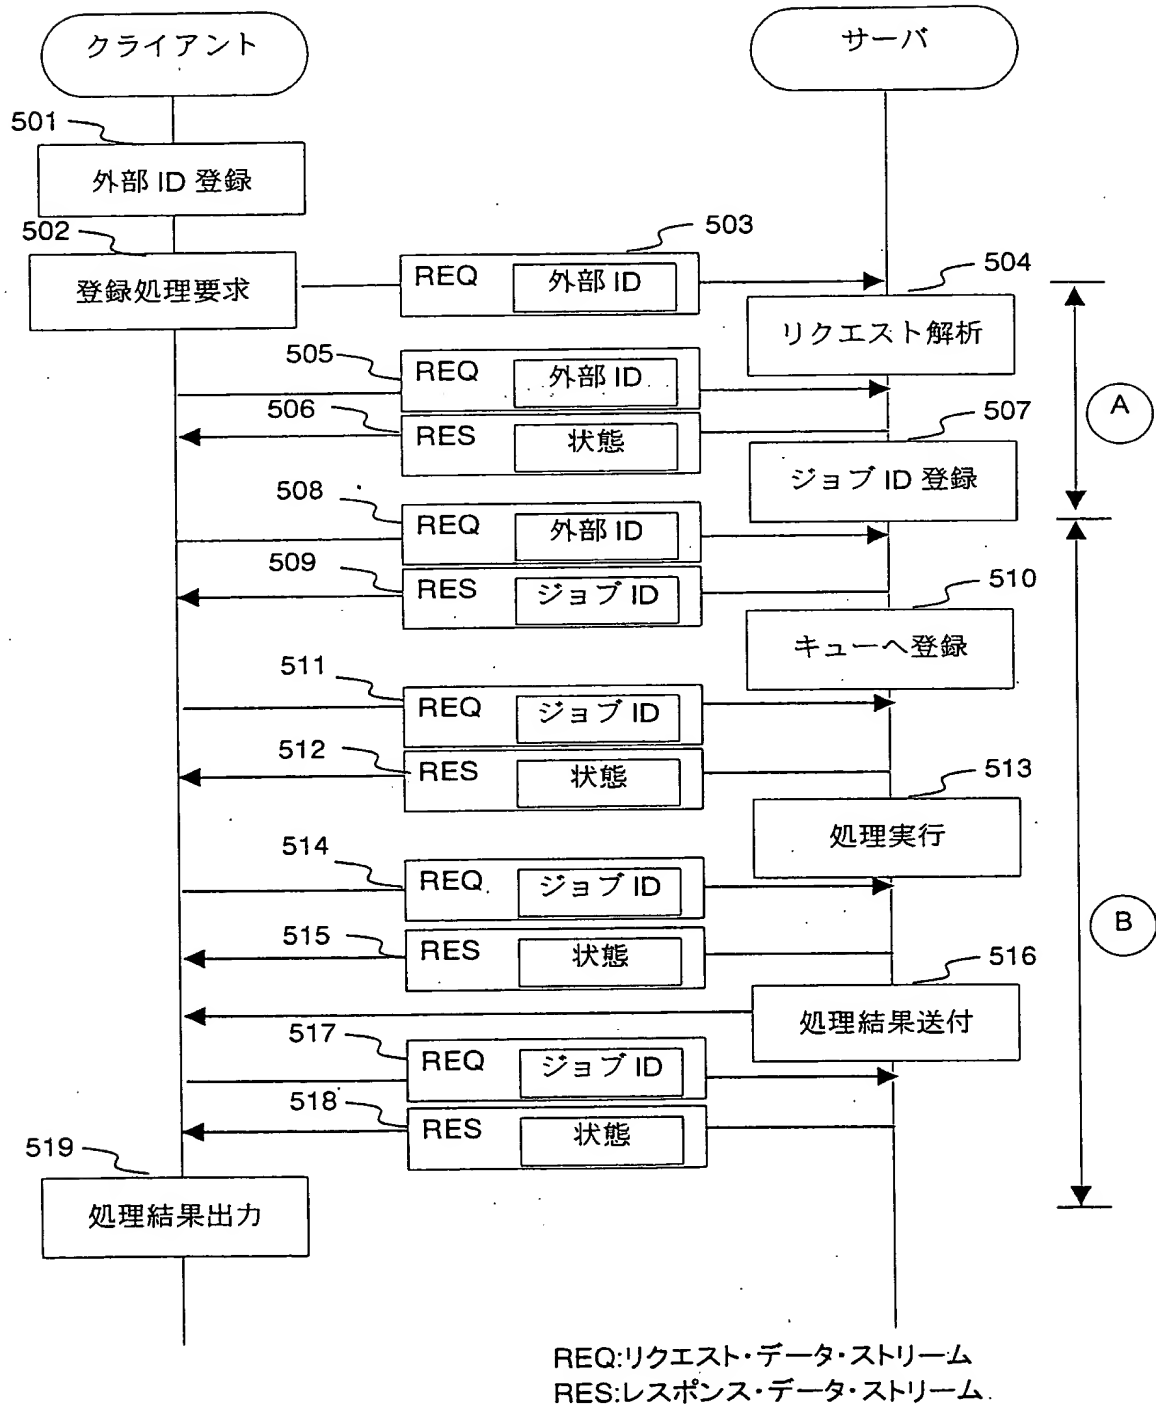 クライアント
サーバ
501
外部 ID 登録
502
登録処理要求
503
REQ 外部 ID
504
リクエスト解析
505
REQ 外部 ID
506
RES 状態
A
507
ジョブ ID 登録
508
REQ 外部 ID
509
RES ジョブ ID
510
キューへ登録
511
REQ ジョブ ID
512
RES 状態
513
処理実行
514
REQ ジョブ ID
B
515
RES 状態
516
処理結果送付
517
REQ ジョブ ID
518
RES 状態
519
処理結果出力
REQ:リクエスト・データ・ストリーム
RES:レスポンス・データ・ストリーム